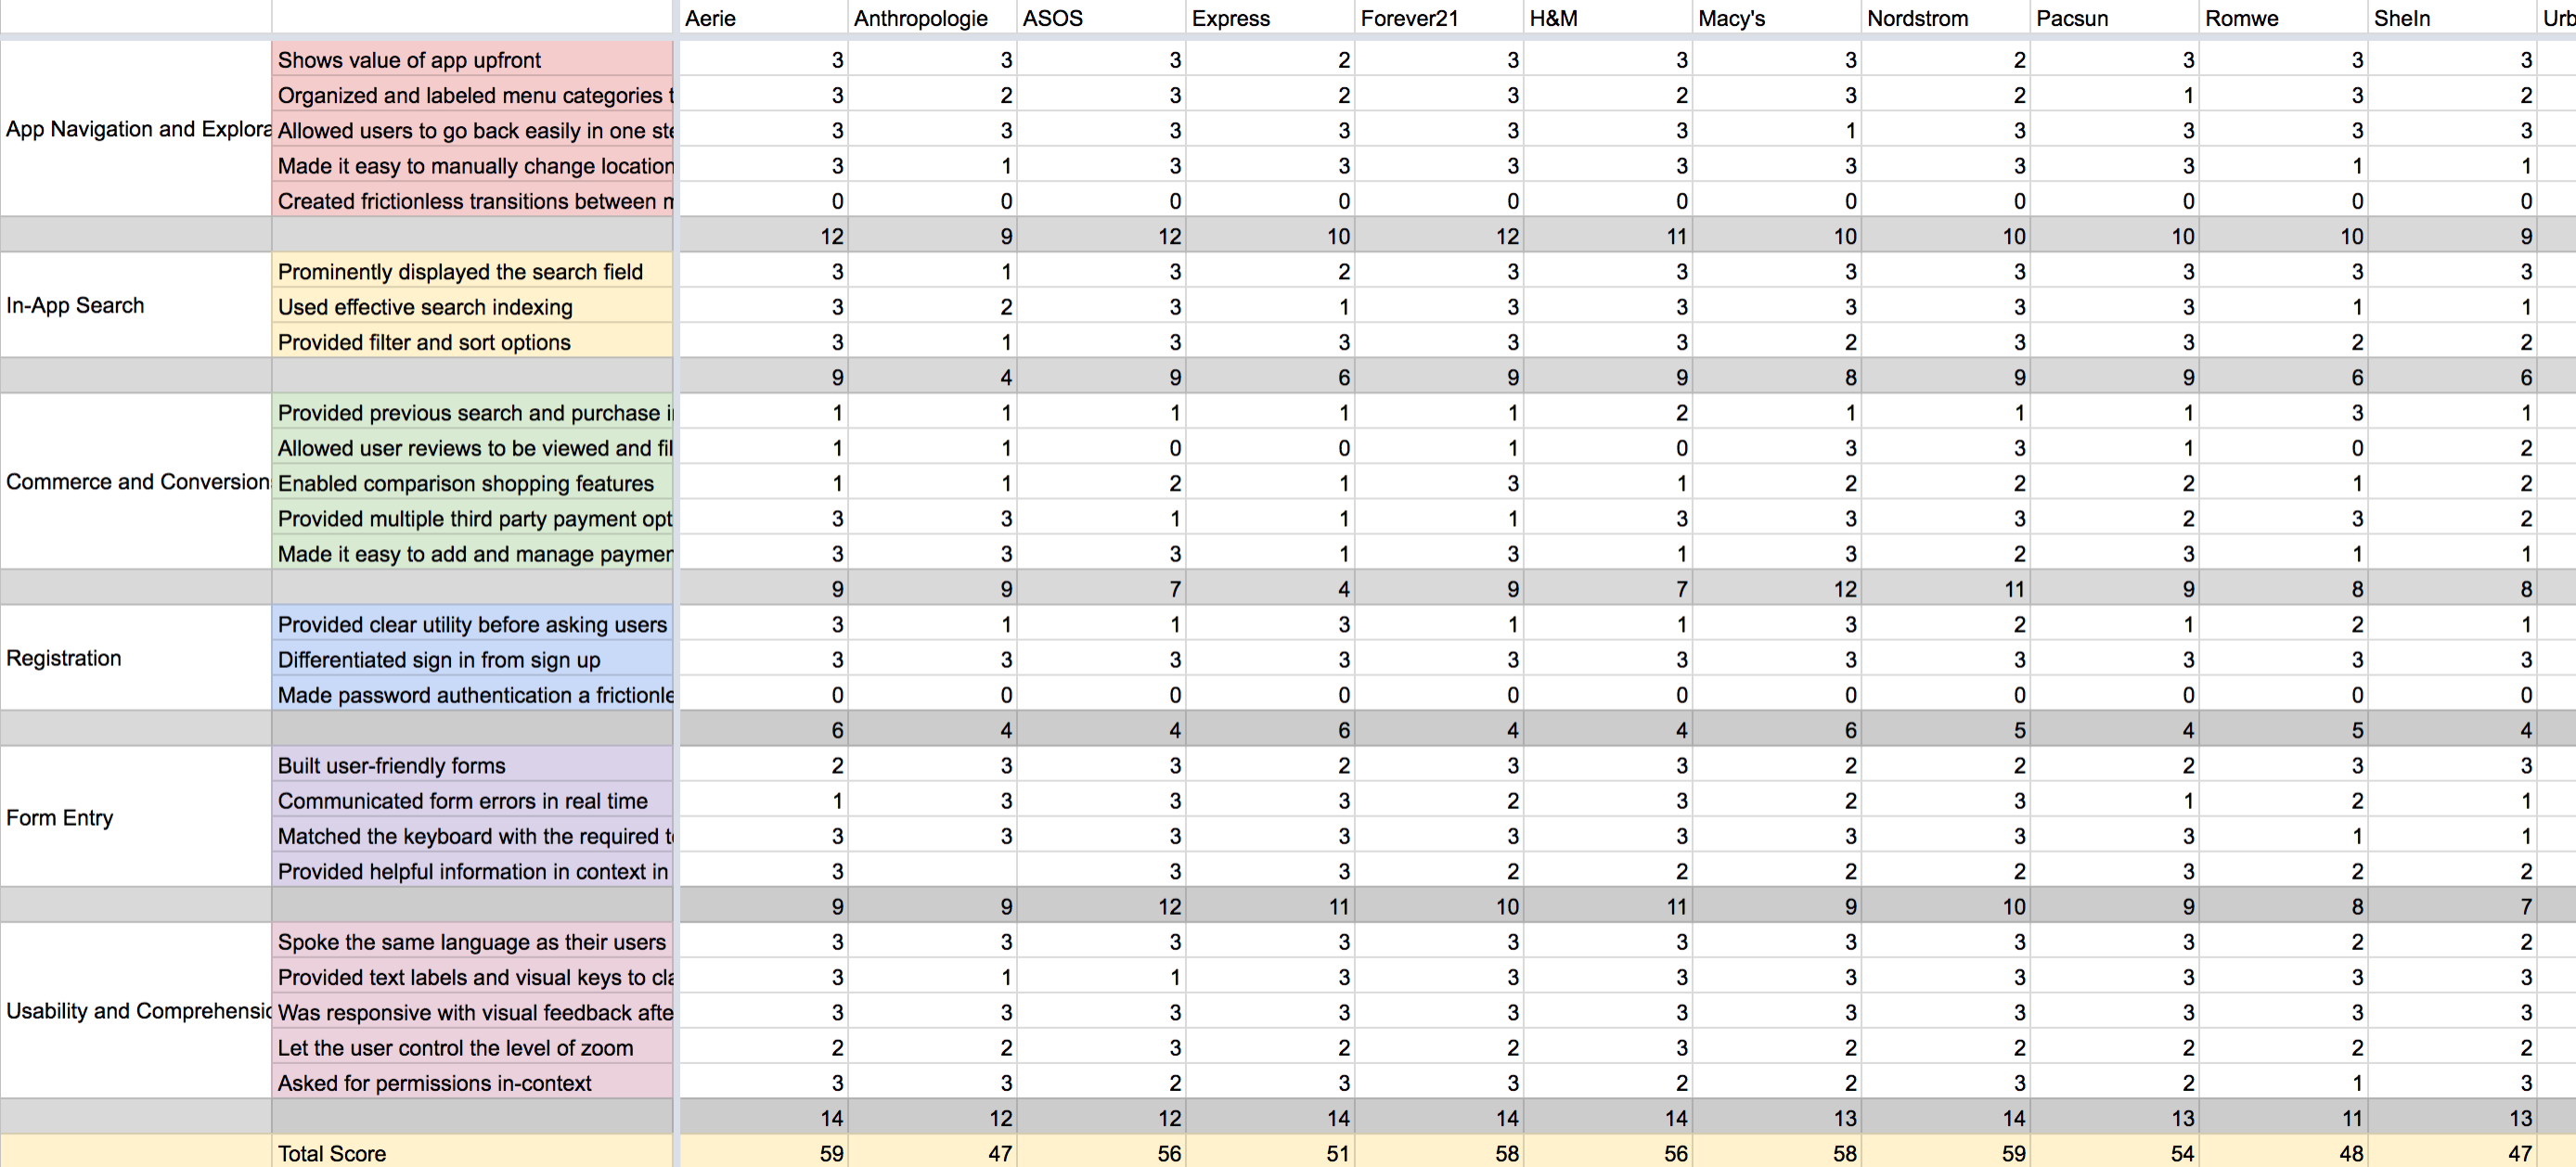 Aerie Anthropologie ASOS Express Forever21 H&M Macy's Nordstrom Pacsun Romwe SheIn Urb
App Navigation and Explora
Shows value of app upfront 3 3 3 2 3 3 3 2 3 3 3
Organized and labeled menu categories t 3 2 3 2 3 2 3 2 1 3 2
Allowed users to go back easily in one ste 3 3 3 3 3 3 1 3 3 3 3
Made it easy to manually change location 3 1 3 3 3 3 3 3 3 1 1
Created frictionless transitions between m 0 0 0 0 0 0 0 0 0 0 0
12 9 12 10 12 11 10 10 10 10 9
In-App Search
Prominently displayed the search field 3 1 3 2 3 3 3 3 3 3 3
Used effective search indexing 3 2 3 1 3 3 3 3 3 1 1
Provided filter and sort options 3 1 3 3 3 3 2 3 3 2 2
9 4 9 6 9 9 8 9 9 6 6
Commerce and Conversion
Provided previous search and purchase i 1 1 1 1 1 2 1 1 1 3 1
Allowed user reviews to be viewed and fil 1 1 0 0 1 0 3 3 1 0 2
Enabled comparison shopping features 1 1 2 1 3 1 2 2 2 1 2
Provided multiple third party payment opt 3 3 1 1 1 3 3 3 2 3 2
Made it easy to add and manage paymen 3 3 3 1 3 1 3 2 3 1 1
9 9 7 4 9 7 12 11 9 8 8
Registration
Provided clear utility before asking users 3 1 1 3 1 1 3 2 1 2 1
Differentiated sign in from sign up 3 3 3 3 3 3 3 3 3 3 3
Made password authentication a frictionle 0 0 0 0 0 0 0 0 0 0 0
6 4 4 6 4 4 6 5 4 5 4
Form Entry
Built user-friendly forms 2 3 3 2 3 3 2 2 2 3 3
Communicated form errors in real time 1 3 3 3 2 3 2 3 1 2 1
Matched the keyboard with the required te 3 3 3 3 3 3 3 3 3 1 1
Provided helpful information in context in 3 3 3 2 2 2 2 3 2 2
9 9 12 11 10 11 9 10 9 8 7
Usability and Comprehensio
Spoke the same language as their users 3 3 3 3 3 3 3 3 3 2 2
Provided text labels and visual keys to cla 3 1 1 3 3 3 3 3 3 3 3
Was responsive with visual feedback afte 3 3 3 3 3 3 3 3 3 3 3
Let the user control the level of zoom 2 2 3 2 2 3 2 2 2 2 2
Asked for permissions in-context 3 3 2 3 3 2 2 3 2 1 3
14 12 12 14 14 14 13 14 13 11 13
Total Score 59 47 56 51 58 56 58 59 54 48 47